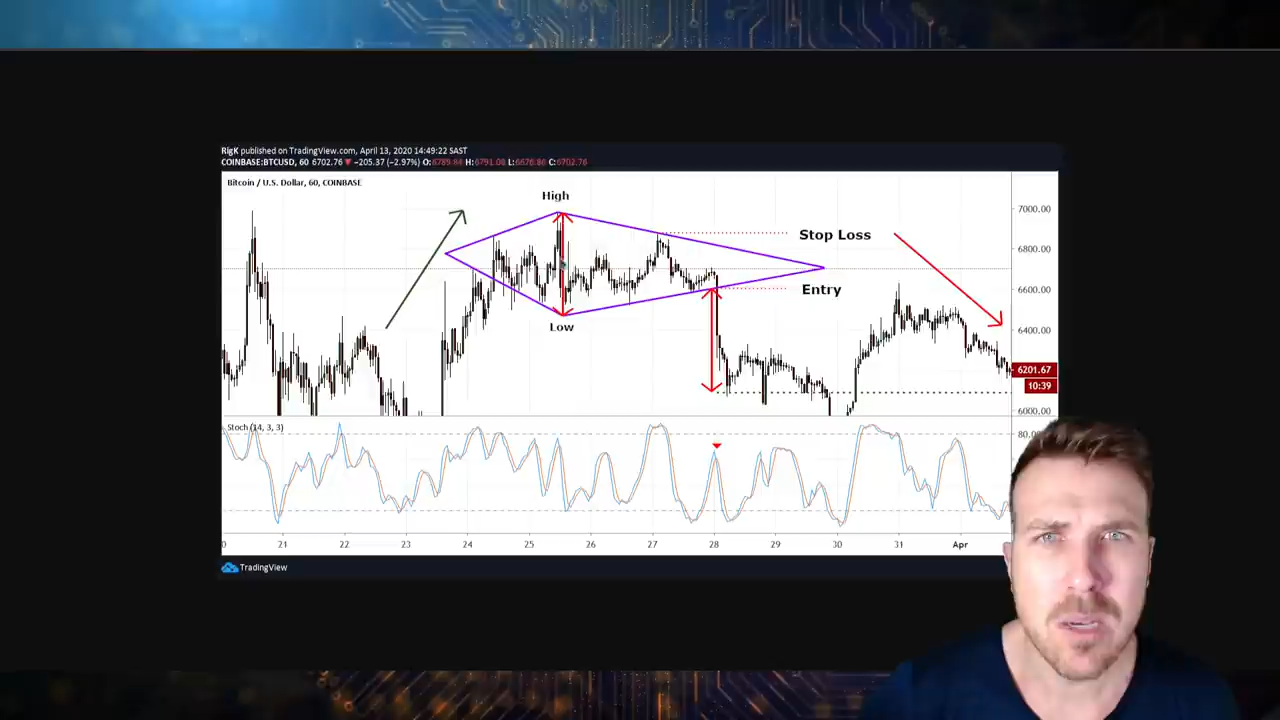 RigK published on TradingView.com, April 13, 2020 14:49:22 SAST
COINBASE:BTCUSD, 60 6702.76 ▼ −205.37 (−2.97%) O:6789.84 H:6791.08 L:6676.86 C:6702.76
Bitcoin / U.S. Dollar, 60, COINBASE
High
7000.00
Stop Loss
6800.00
Entry
6600.00
Low
6400.00
6201.67
10:39
6000.00
Stoch (14, 3, 3)
80.
0 21 22 23 24 25 26 27 28 29 30 31 Apr
TradingView